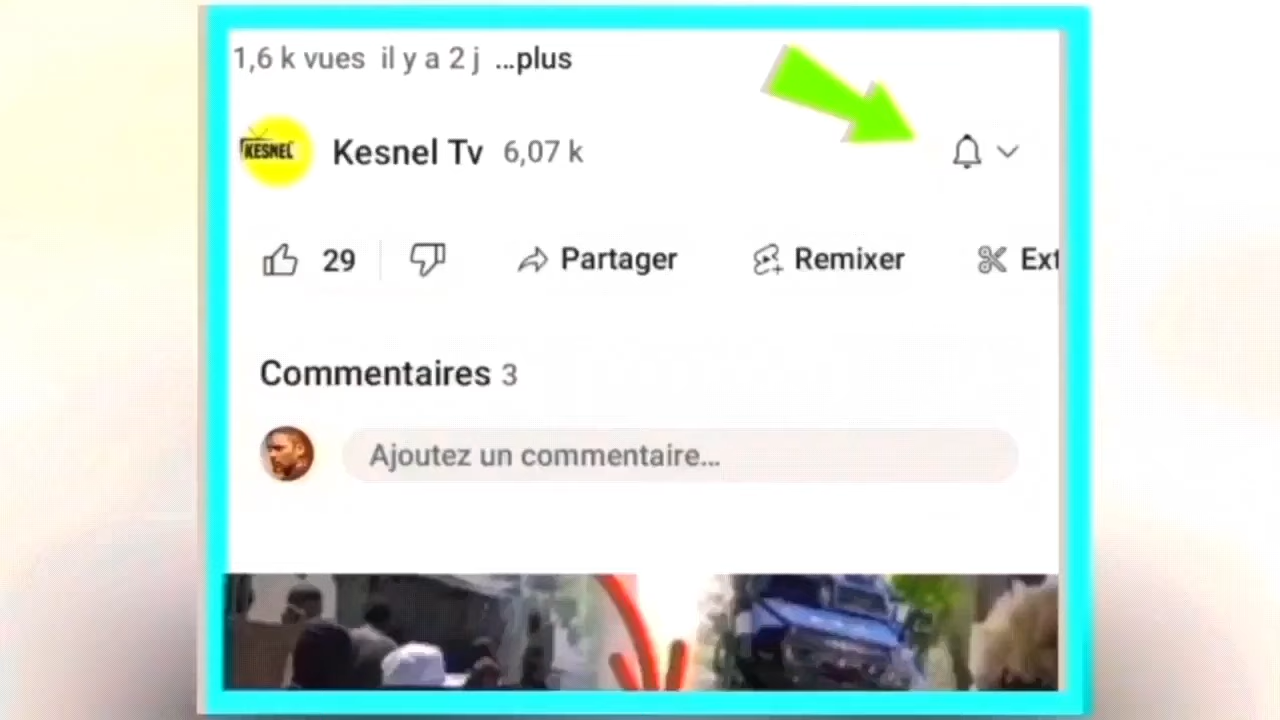 1,6 k vues il y a 2 j ...plus
KESNEL
Kesnel Tv 6,07 k
29 Partager Remixer Ext
Commentaires 3
Ajoutez un commentaire...